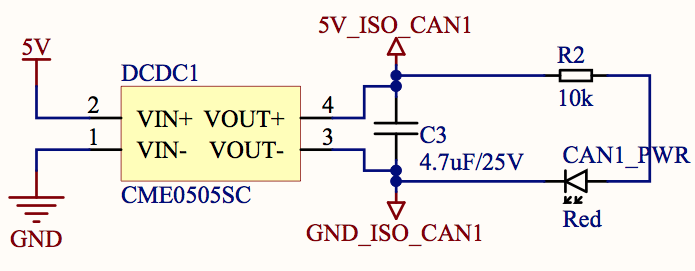 5V_ISO_CAN1
5V
DCDC1
R2
2
VIN+ VOUT+
4
10k
1
VIN- VOUT-
3
C3
4.7uF/25V
CAN1_PWR
CME0505SC
Red
GND
GND_ISO_CAN1